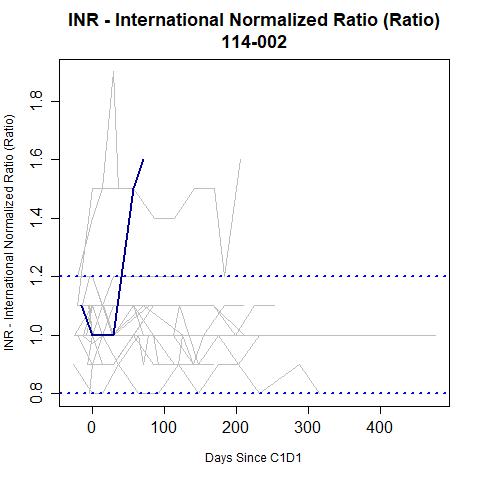 INR - International Normalized Ratio (Ratio)
114-002
INR - International Normalized Ratio (Ratio)
1.8
1.6
1.4
1.2
1.0
0.8
0 100 200 300 400
Days Since C1D1